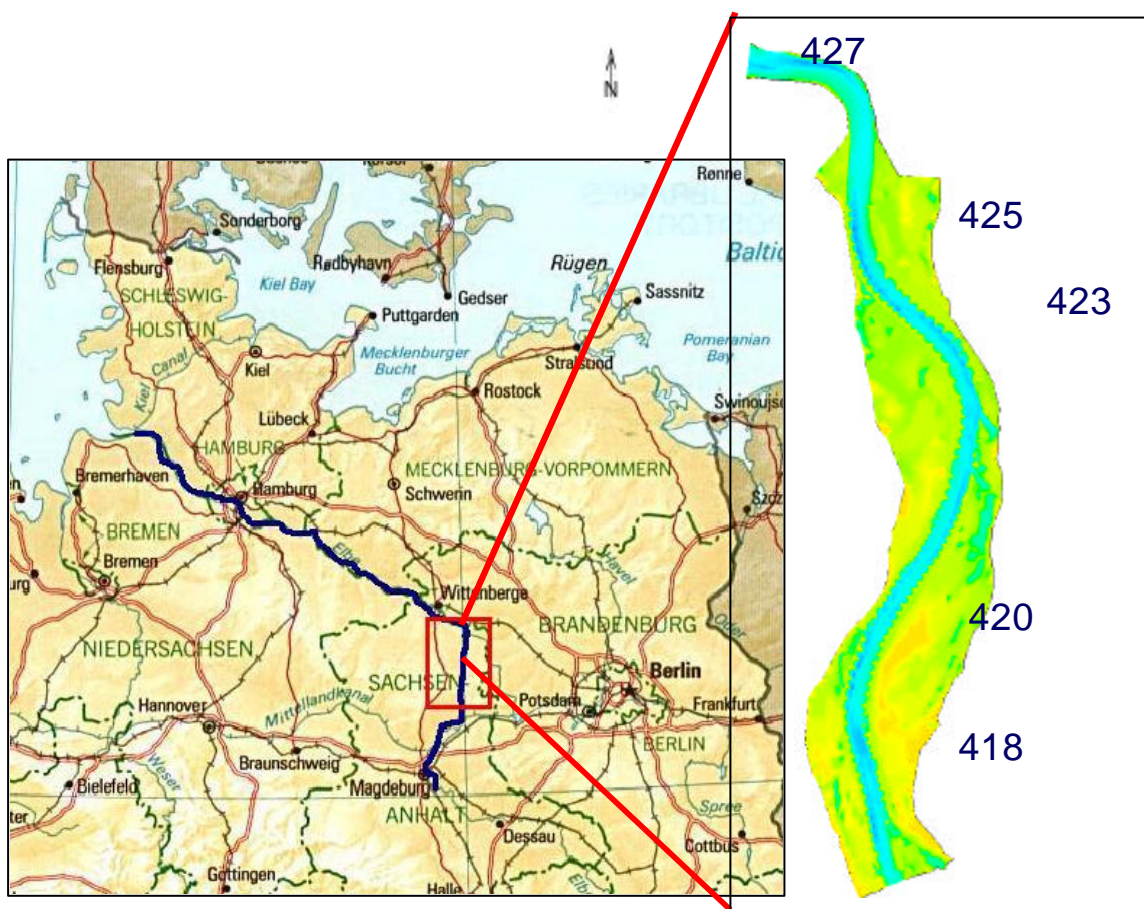 427
N
Rønne
Sonderborg
425
Baltic
Flensburg
Rødbyhavn
Rügen
Kiel Bay
Gedser
Sassnitz
SCHLESWIG-
HOLSTEIN
Puttgarden
423
Mecklenburger
Bucht
Pomeranian
Bay
Kiel Canal
Kiel
Stralsund
Rostock
Lübeck
HAMBURG
MECKLENBURG-VORPOMMERN
Bremerhaven
Hamburg
Schwerin
BREMEN
Bremen
Elbe
Havel
Wittenberge
BRANDENBURG
420
Oder
NIEDERSACHSEN
SACHSEN
Berlin
Potsdam
Mittellandkanal
Hannover
Frankfurt
BERLIN
418
Braunschweig
Weser
Magdeburg
Bielefeld
ANHALT
Spree
Dessau
Cottbus
Göttingen
Halle
Elbe